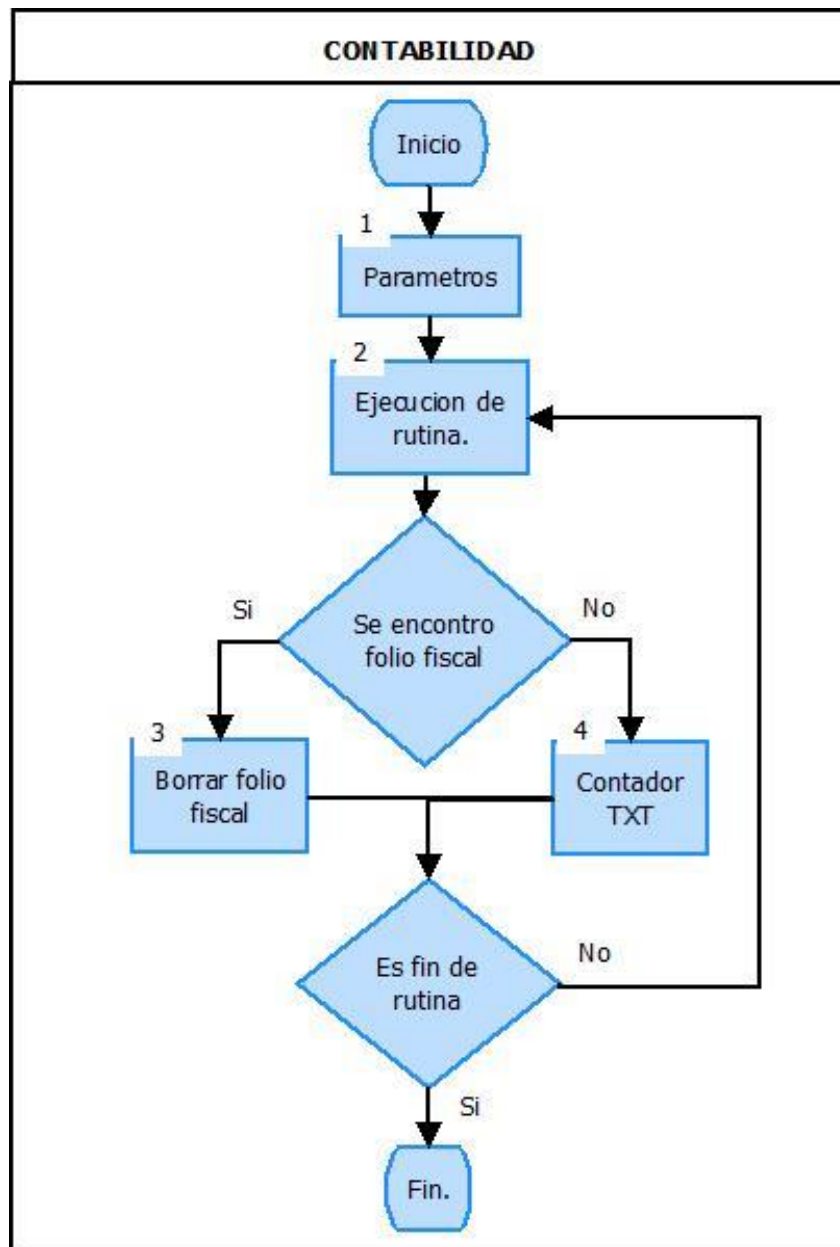 CONTABILIDAD
Inicio
1
Parametros
2
Ejecucion de
rutina.
Se encontro
folio fiscal
Si
No
3
Borrar folio
fiscal
4
Contador
TXT
Es fin de
rutina
No
Si
Fin.